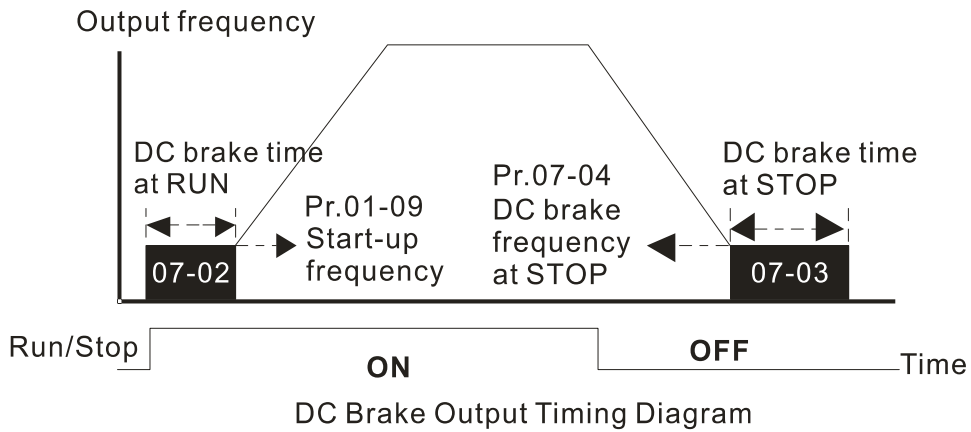 Output frequency
DC brake time
at RUN
Pr.01-09
Start-up
frequency
Pr.07-04
DC brake
frequency
at STOP
DC brake time
at STOP
07-02
07-03
Run/Stop
ON
OFF
Time
DC Brake Output Timing Diagram